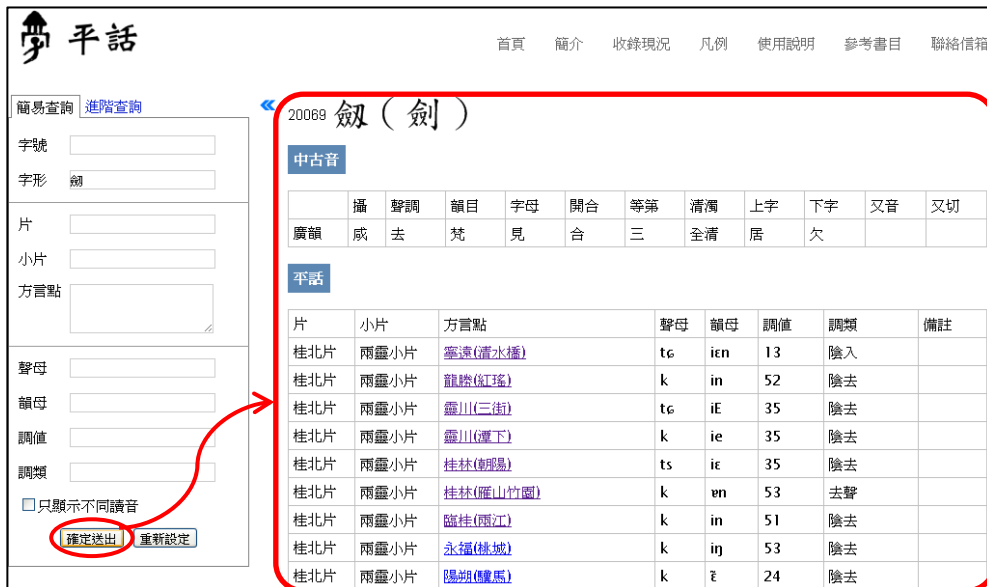 夢 平話
首頁 簡介 收錄現況 凡例 使用說明 參考書目 聯絡信箱
簡易查詢 進階查詢
字號
字形 劒
片
小片
方言點
聲母
韻母
調值
調類
只顯示不同讀音
確定送出 重新設定
20069 劒（劍）
中古音
攝 聲調 韻目 字母 開合 等第 清濁 上字 下字 又音 又切
廣韻 咸 去 梵 見 合 三 全清 居 欠
平話
片 小片 方言點 聲母 韻母 調值 調類 備註
桂北片 兩靈小片 寧遠(清水橋) tɕ iɛn 13 陰入
桂北片 兩靈小片 龍勝(紅瑤) k in 52 陰去
桂北片 兩靈小片 靈川(三街) tɕ iE 35 陰去
桂北片 兩靈小片 靈川(潭下) k ie 35 陰去
桂北片 兩靈小片 桂林(朝陽) ts iɛ 35 陰去
桂北片 兩靈小片 桂林(雁山竹園) k ɐn 53 去聲
桂北片 兩靈小片 臨桂(兩江) k in 51 陰去
桂北片 兩靈小片 永福(桃城) k iŋ 53 陰去
桂北片 兩靈小片 陽朔(驥馬) k ẽ 24 陰去